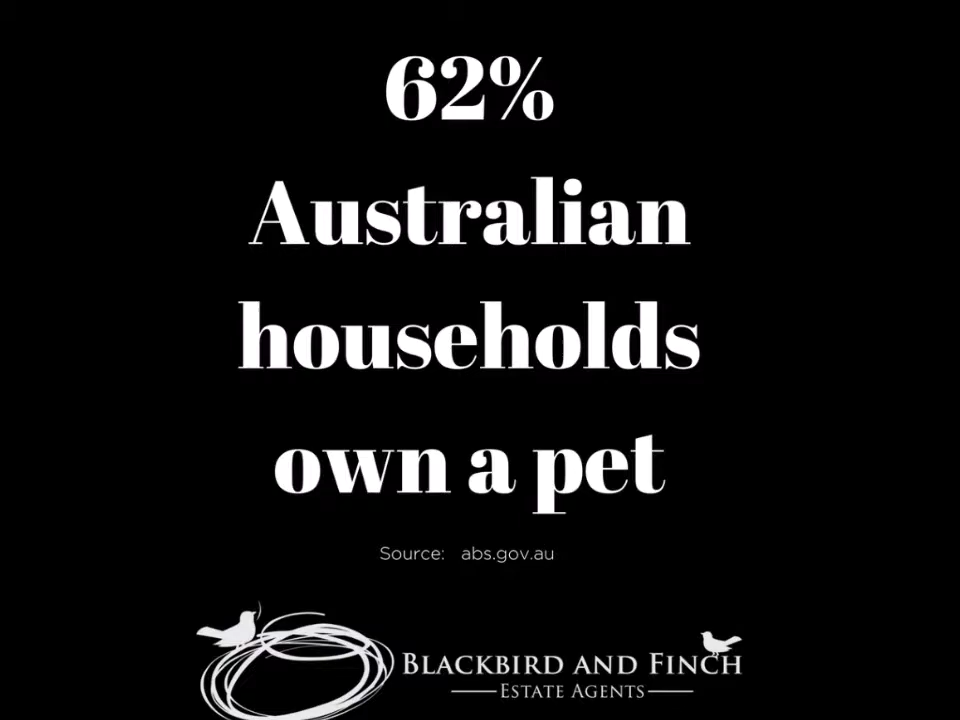 62%
Australian
households
own a pet
Source: abs.gov.au
BLACKBIRD AND FINCH
ESTATE AGENTS